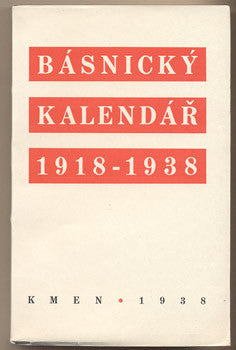 BÁSNICKÝ
KALENDÁŘ
1918-1938
KMEN • 1938